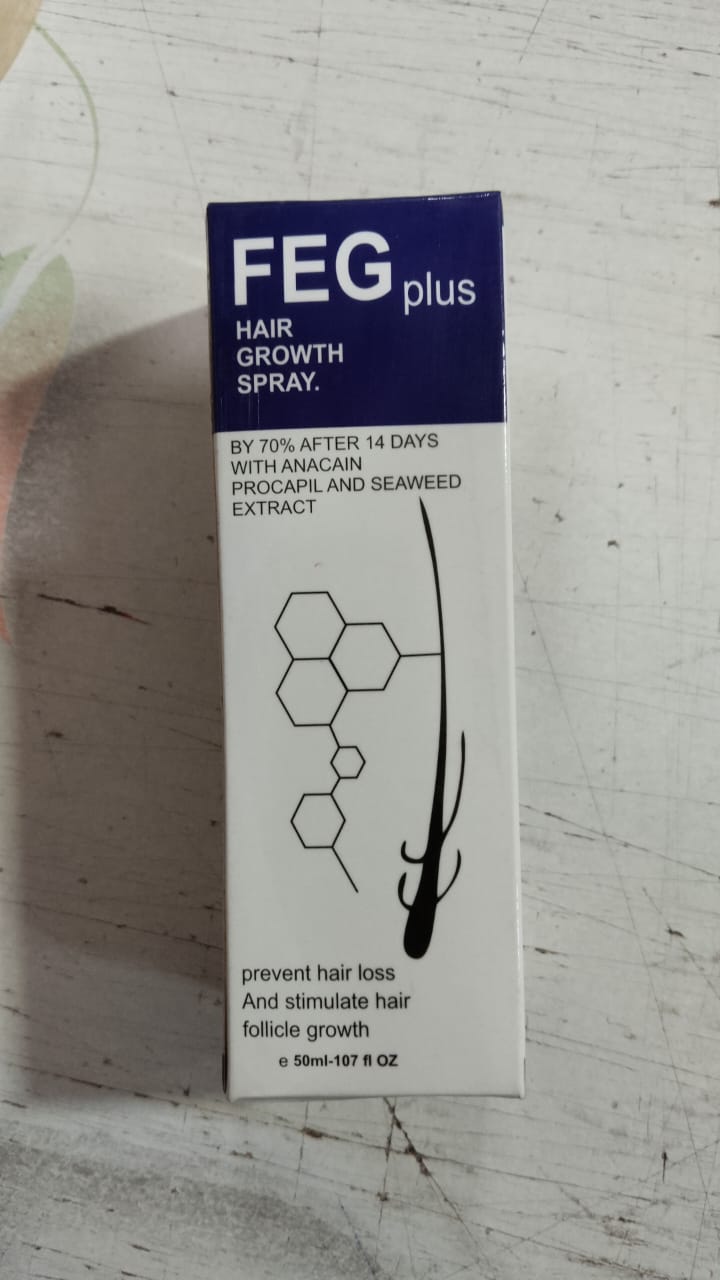 FEG plus
HAIR
GROWTH
SPRAY.
BY 70% AFTER 14 DAYS
WITH ANACAIN
PROCAPIL AND SEAWEED
EXTRACT
prevent hair loss
And stimulate hair
follicle growth
e 50ml-107 fl OZ